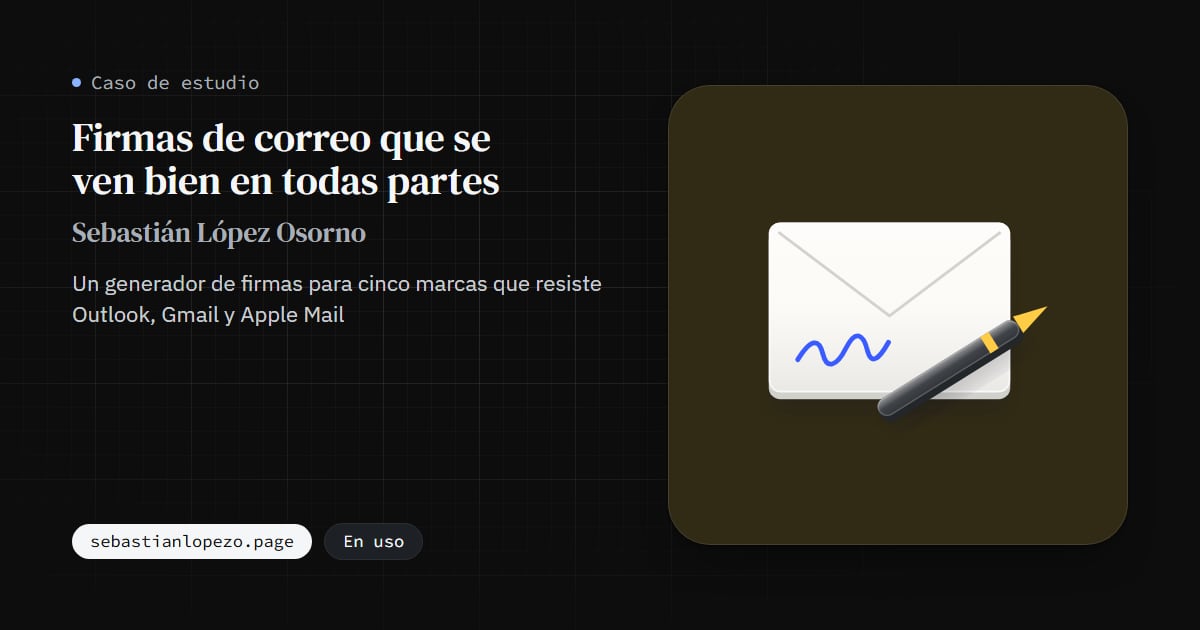 Caso de estudio
Firmas de correo que se
ven bien en todas partes
Sebastián López Osorno
Un generador de firmas para cinco marcas que resiste
Outlook, Gmail y Apple Mail
sebastianlopezo.page
En uso